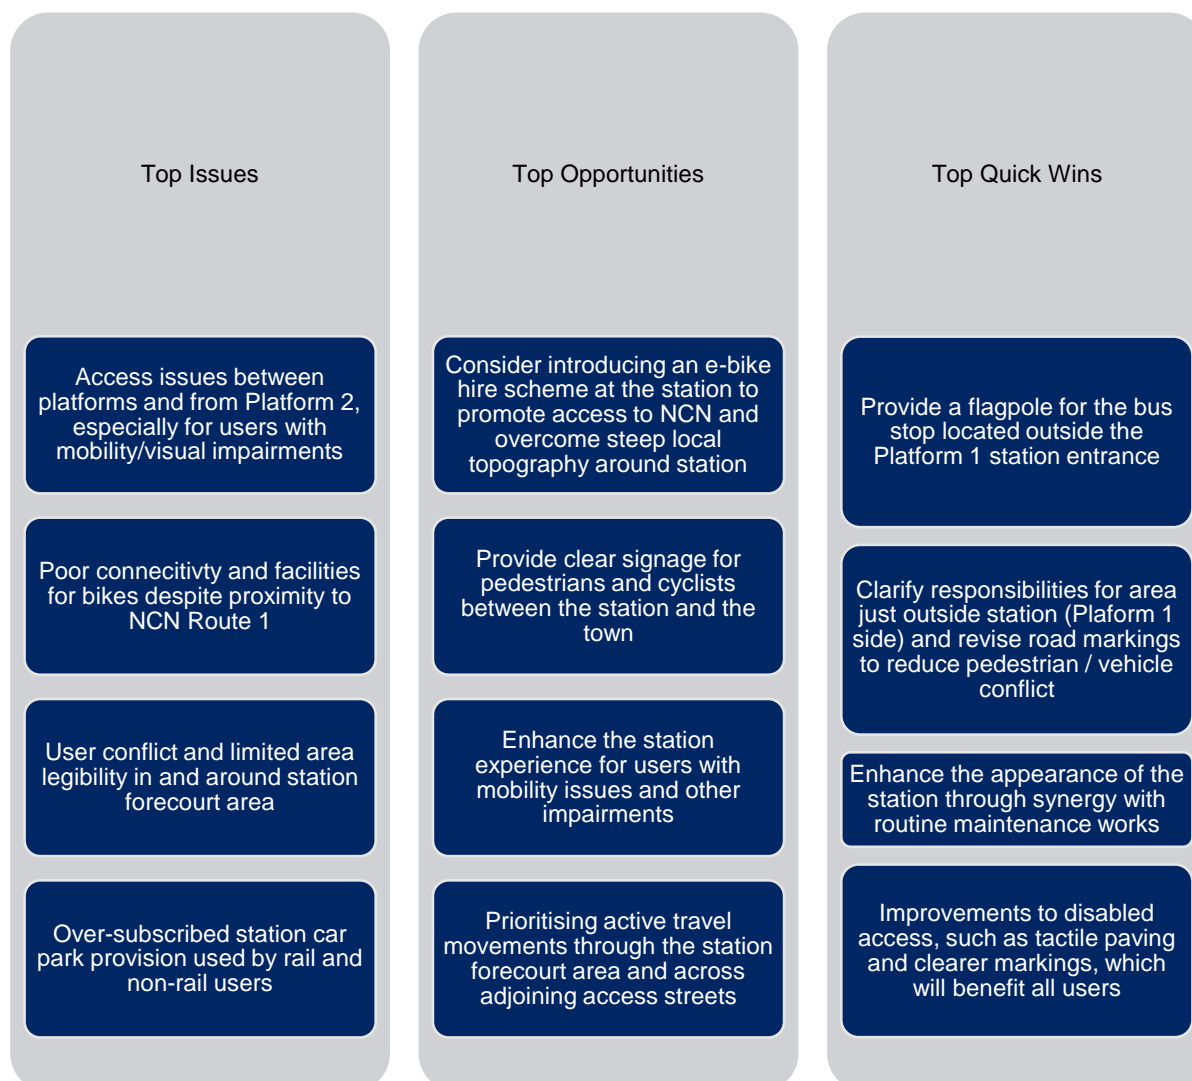 Top Issues
Access issues between
platforms and from Platform 2,
especially for users with
mobility/visual impairments
Poor connecitivty and facilities
for bikes despite proximity to
NCN Route 1
User conflict and limited area
legibility in and around station
forecourt area
Over-subscribed station car
park provision used by rail and
non-rail users
Top Opportunities
Consider introducing an e-bike
hire scheme at the station to
promote access to NCN and
overcome steep local
topography around station
Provide clear signage for
pedestrians and cyclists
between the station and the
town
Enhance the station
experience for users with
mobility issues and other
impairments
Prioritising active travel
movements through the station
forecourt area and across
adjoining access streets
Top Quick Wins
Provide a flagpole for the bus
stop located outside the
Platform 1 station entrance
Clarify responsibilities for area
just outside station (Plaform 1
side) and revise road markings
to reduce pedestrian / vehicle
conflict
Enhance the appearance of the
station through synergy with
routine maintenance works
Improvements to disabled
access, such as tactile paving
and clearer markings, which
will benefit all users